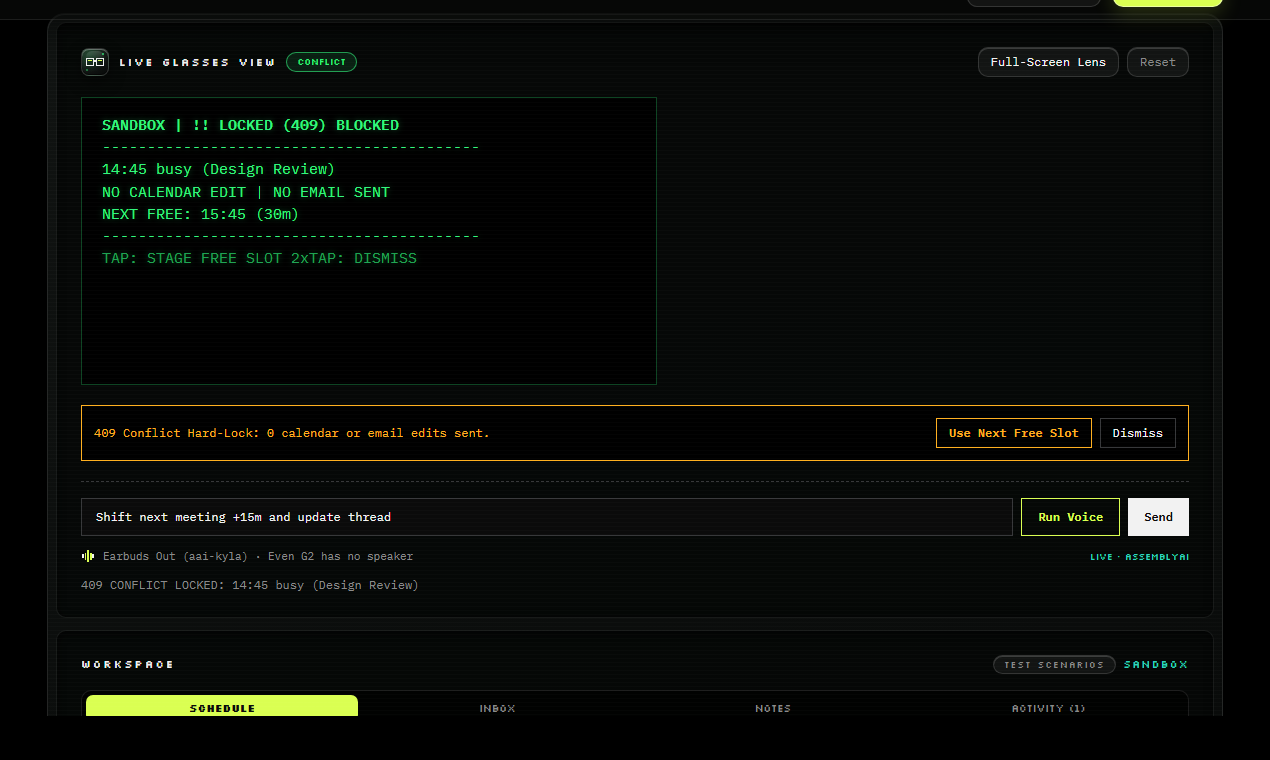 LIVE GLASSES VIEW CONFLICT Full-Screen Lens Reset
SANDBOX | !! LOCKED (409) BLOCKED
------------------------------------------
14:45 busy (Design Review)
NO CALENDAR EDIT | NO EMAIL SENT
NEXT FREE: 15:45 (30m)
------------------------------------------
TAP: STAGE FREE SLOT 2xTAP: DISMISS
409 Conflict Hard-Lock: 0 calendar or email edits sent. Use Next Free Slot Dismiss
Shift next meeting +15m and update thread Run Voice Send
Earbuds Out (aai-kyla) · Even G2 has no speaker LIVE · ASSEMBLYAI
409 CONFLICT LOCKED: 14:45 busy (Design Review)
WORKSPACE TEST SCENARIOS SANDBOX
SCHEDULE INBOX NOTES ACTIVITY (1)